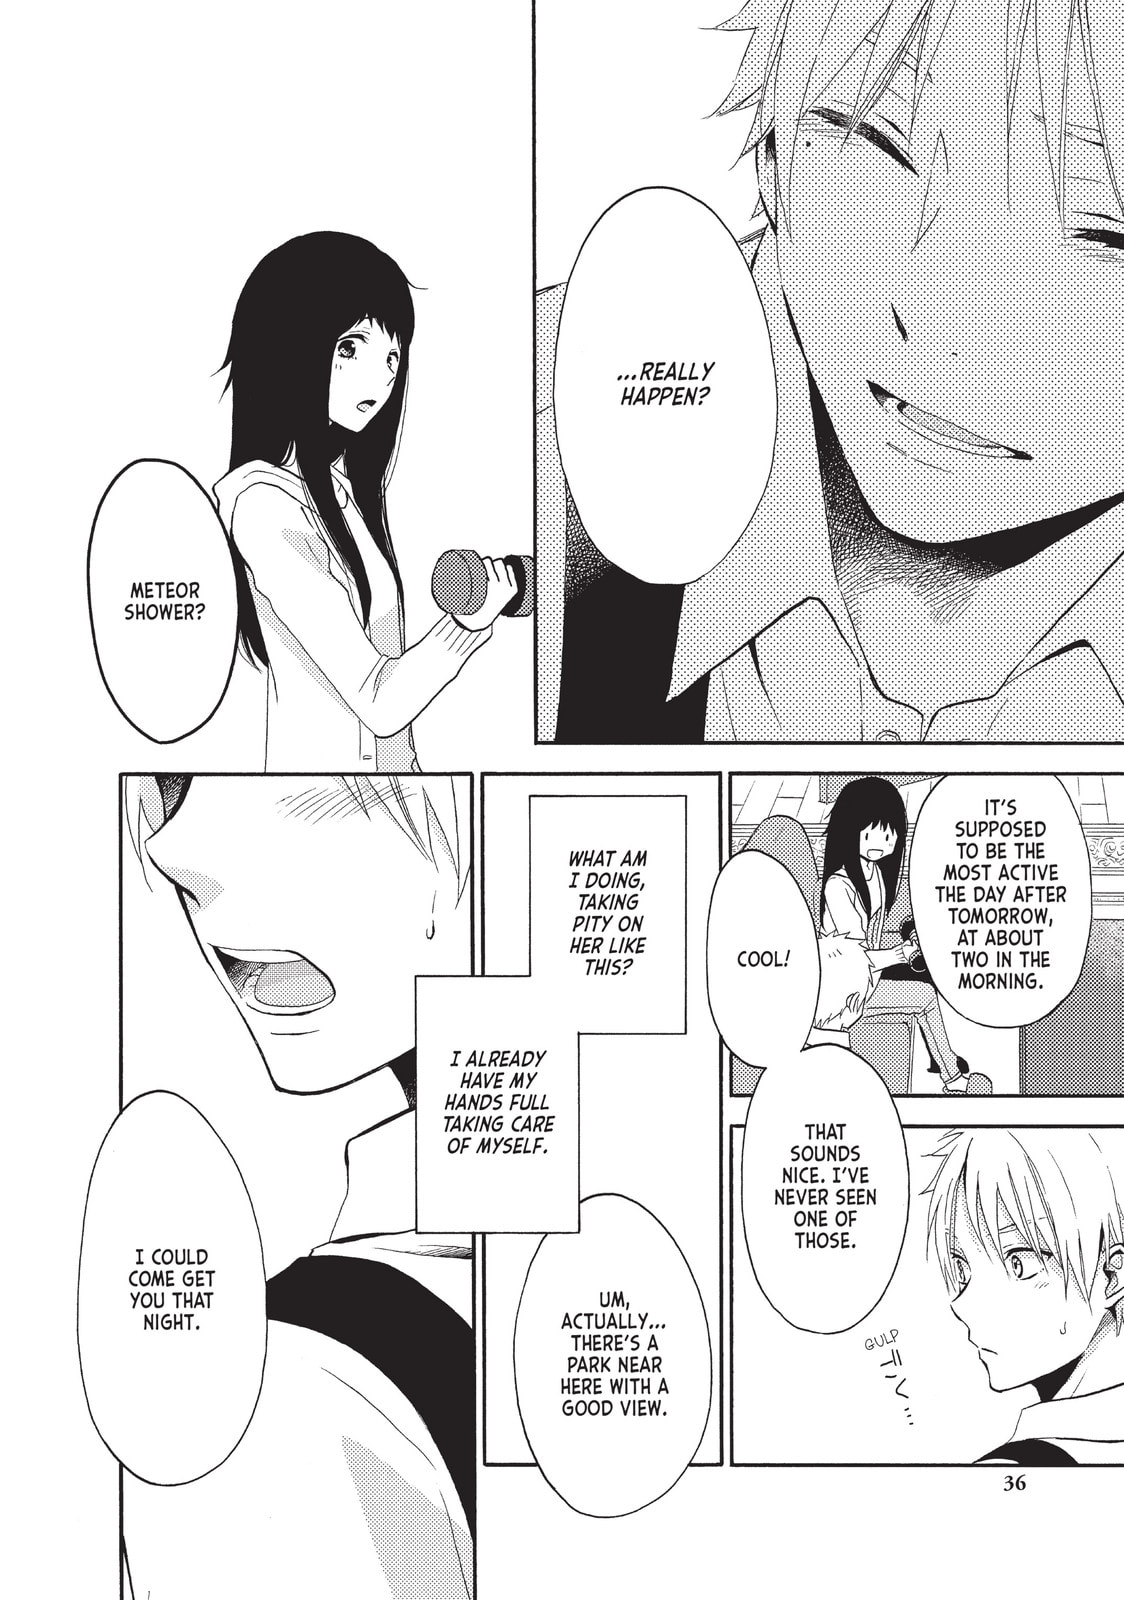 ...REALLY
HAPPEN?
METEOR
SHOWER?
IT'S
SUPPOSED
TO BE THE
MOST ACTIVE
THE DAY AFTER
TOMORROW,
AT ABOUT
TWO IN THE
MORNING.
COOL!
THAT
SOUNDS
NICE. I'VE
NEVER SEEN
ONE OF
THOSE.
GULP
ゴク...
WHAT AM
I DOING,
TAKING
PITY ON
HER LIKE
THIS?
I ALREADY
HAVE MY
HANDS FULL
TAKING CARE
OF MYSELF.
UM,
ACTUALLY...
THERE'S A
PARK NEAR
HERE WITH A
GOOD VIEW.
I COULD
COME GET
YOU THAT
NIGHT.
36